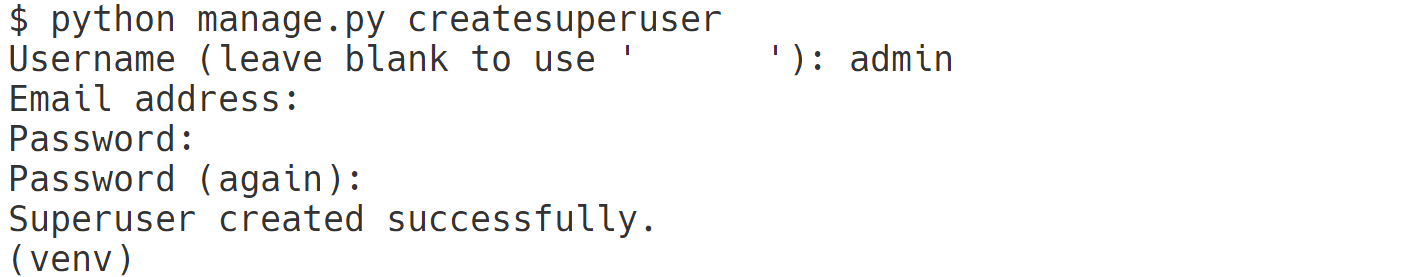 $ python manage.py createsuperuser
Username (leave blank to use '      '): admin
Email address:
Password:
Password (again):
Superuser created successfully.
(venv)